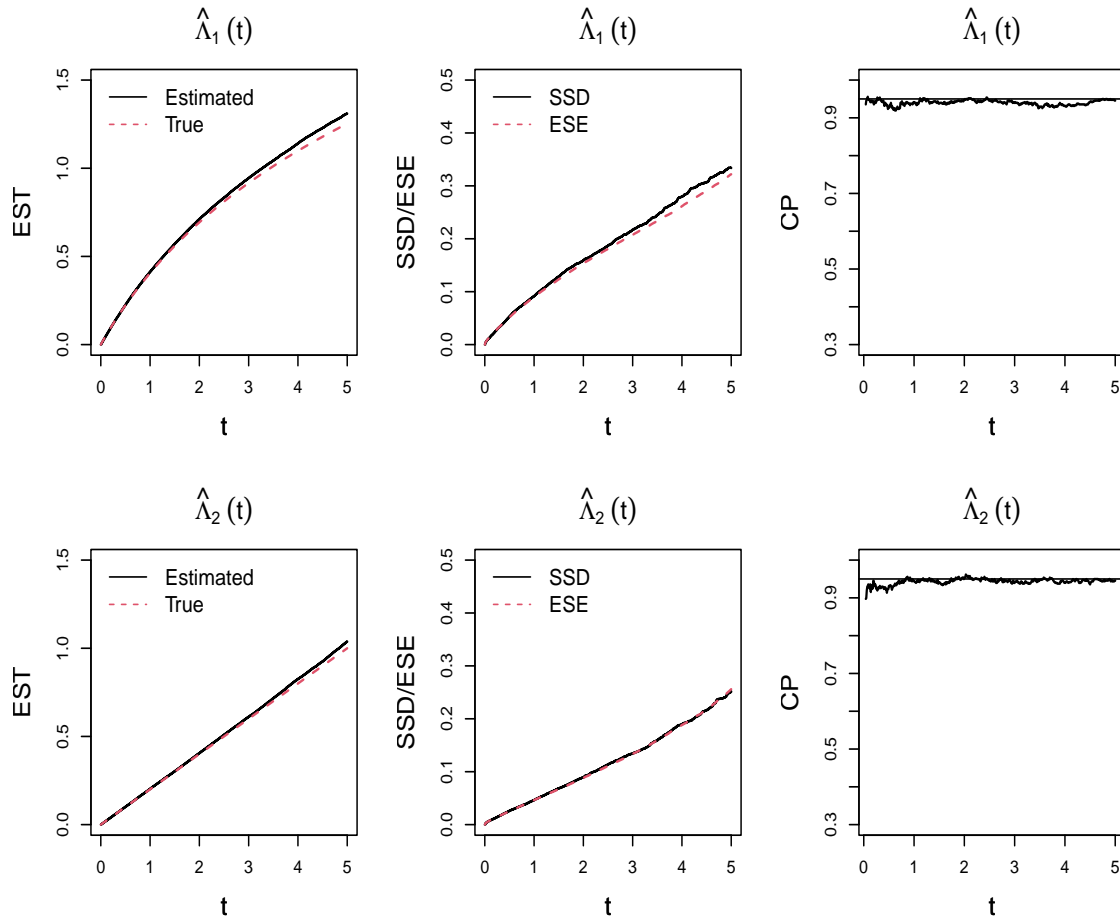 Λ̂₁ (t)
EST
1.5
1.0
0.5
0.0
Estimated
True
0 1 2 3 4 5
t
Λ̂₁ (t)
SSD/ESE
0.5
0.4
0.3
0.2
0.1
0.0
SSD
ESE
0 1 2 3 4 5
t
Λ̂₁ (t)
CP
0.9
0.7
0.5
0.3
0 1 2 3 4 5
t
Λ̂₂ (t)
EST
1.5
1.0
0.5
0.0
Estimated
True
0 1 2 3 4 5
t
Λ̂₂ (t)
SSD/ESE
0.5
0.4
0.3
0.2
0.1
0.0
SSD
ESE
0 1 2 3 4 5
t
Λ̂₂ (t)
CP
0.9
0.7
0.5
0.3
0 1 2 3 4 5
t